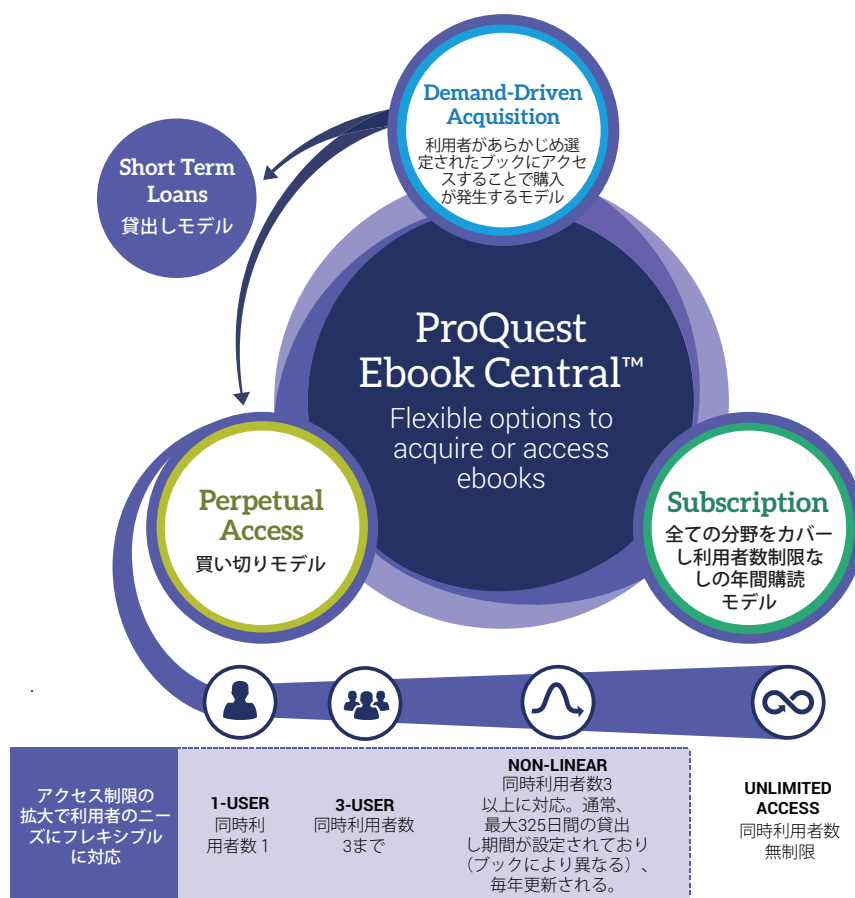 Demand-Driven
Acquisition
利用者があらかじめ選
定されたブックにアクセ
スすることで購入
が発生するモデル
Short Term
Loans
貸出しモデル
ProQuest
Ebook Central™
Flexible options to
acquire or access
ebooks
Perpetual
Access
買い切りモデル
Subscription
全ての分野をカバー
し利用者数制限な
しの年間購読
モデル
アクセス制限の
拡大で利用者のニー
ズにフレキシブル
に対応
1-USER
同時利
用者数 1
3-USER
同時利用者数
3まで
NON-LINEAR
同時利用者数3
以上に対応。通常、
最大325日間の貸出
し期間が設定されており
（ブックにより異なる）、
毎年更新される。
UNLIMITED
ACCESS
同時利用者数
無制限